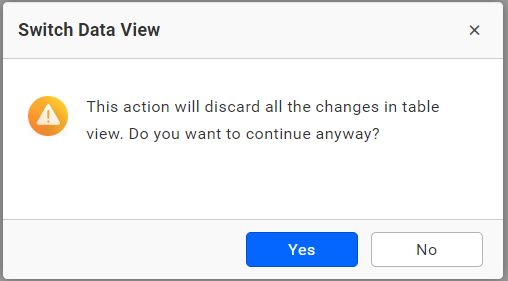 Switch Data View
This action will discard all the changes in table
view. Do you want to continue anyway?
Yes
No